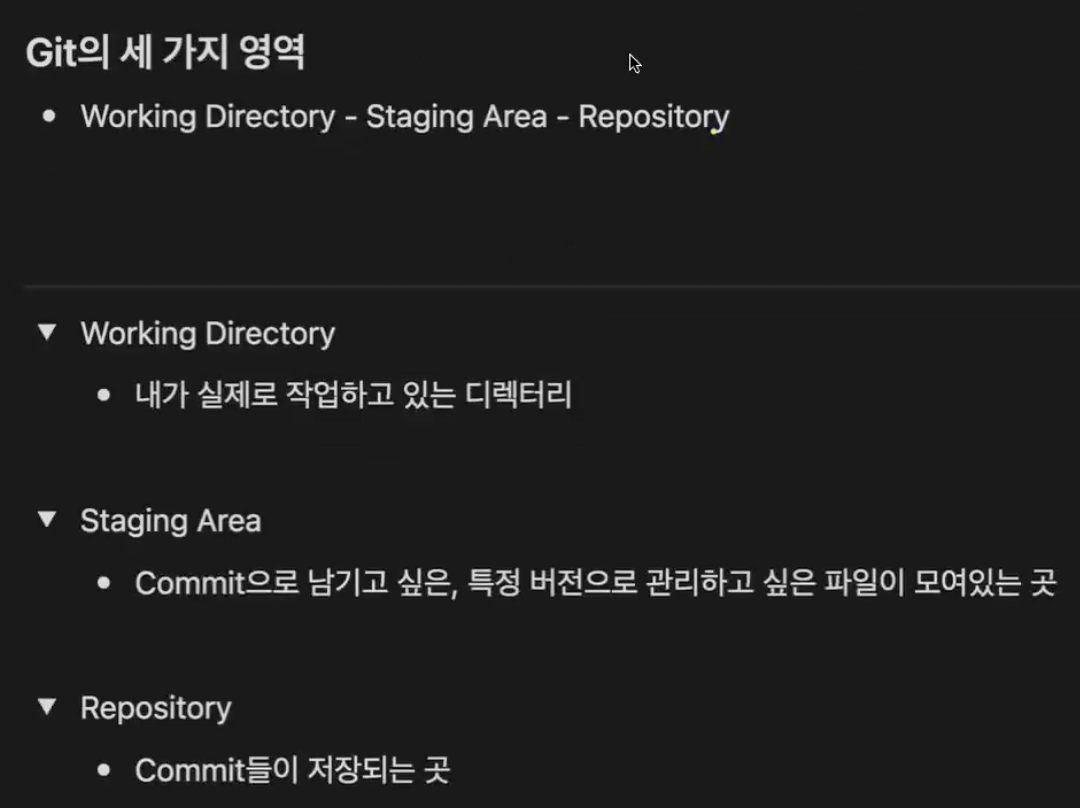 Git의 세 가지 영역
Working Directory - Staging Area - Repository
Working Directory
내가 실제로 작업하고 있는 디렉터리
Staging Area
Commit으로 남기고 싶은, 특정 버전으로 관리하고 싶은 파일이 모여있는 곳
Repository
Commit들이 저장되는 곳